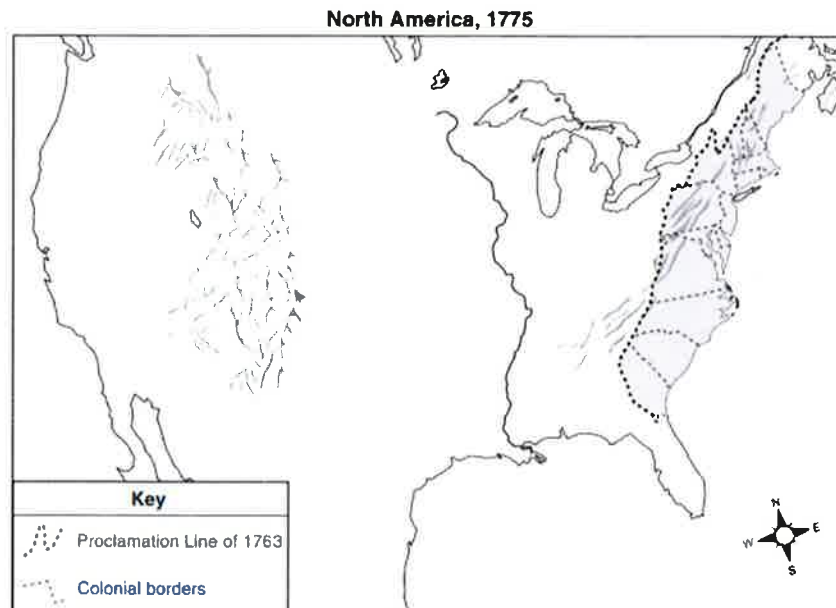 North America, 1775
Key
Proclamation Line of 1763
Colonial borders
N
W
E
S